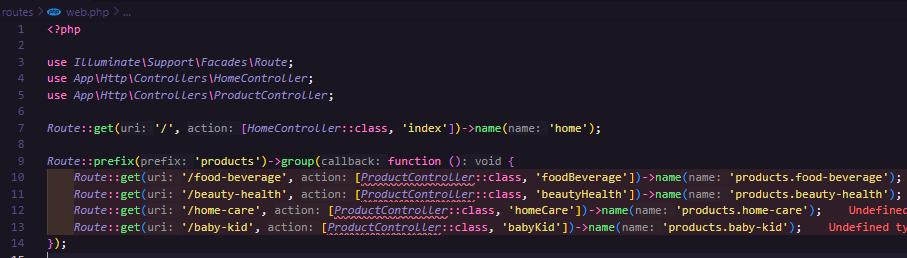 routes > php web.php > ...
1 <?php
2
3 use Illuminate\Support\Facades\Route;
4 use App\Http\Controllers\HomeController;
5 use App\Http\Controllers\ProductController;
6
7 Route::get(uri: '/', action: [HomeController::class, 'index'])->name(name: 'home');
8
9 Route::prefix(prefix: 'products')->group(callback: function (): void {
10 Route::get(uri: '/food-beverage', action: [ProductController::class, 'foodBeverage'])->name(name: 'products.food-beverage');
11 Route::get(uri: '/beauty-health', action: [ProductController::class, 'beautyHealth'])->name(name: 'products.beauty-health');
12 Route::get(uri: '/home-care', action: [ProductController::class, 'homeCare'])->name(name: 'products.home-care'); Undefined
13 Route::get(uri: '/baby-kid', action: [ProductController::class, 'babyKid'])->name(name: 'products.baby-kid'); Undefined ty
14 });